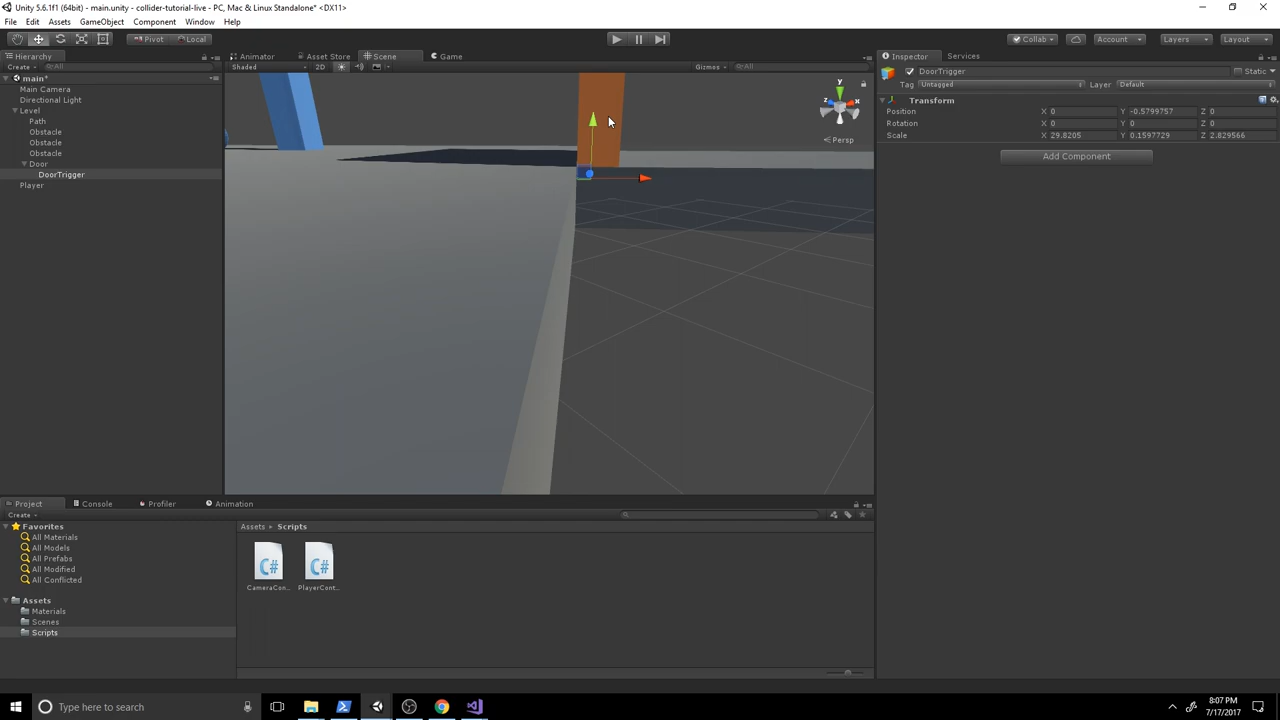 Unity 5.6.1f1 (64bit) - main.unity - collider-tutorial-live - PC, Mac & Linux Standalone* <DX11>
File Edit Assets GameObject Component Window Help
Pivot Local Collab Account Layers Layout
Hierarchy Animator Asset Store Scene Game Inspector Services
Create All Shaded 2D Gizmos All DoorTrigger Static
main*
Tag Untagged Layer Default
Main Camera
Directional Light
Transform
Level
Position X 0 Y -0.5799757 Z 0
Path
Rotation X 0 Y 0 Z 0
Obstacle
Scale X 29.8205 Y 0.1597729 Z 2.829566
Obstacle
Obstacle
Add Component
Door
DoorTrigger
Player
y
z x
Persp
Project Console Profiler Animation
Create
Favorites
All Materials
All Models
All Prefabs
All Modified
All Conflicted
Assets
Materials
Scenes
Scripts
Assets Scripts
C# C#
CameraCon... PlayerCont...
Type here to search
8:07 PM
7/17/2017